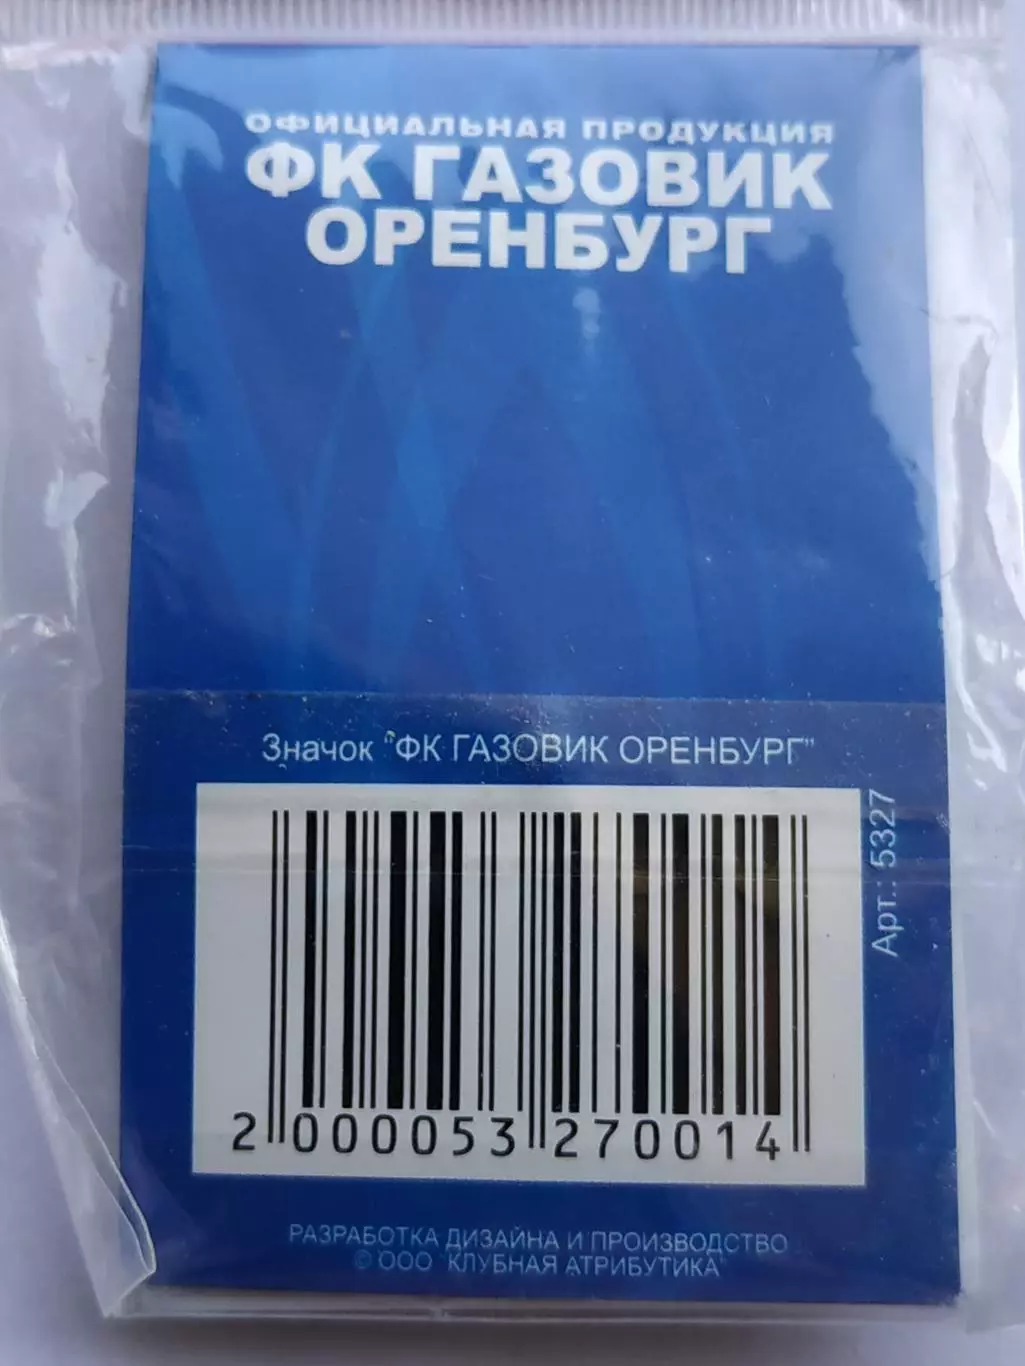 ОФИЦИАЛЬНАЯ ПРОДУКЦИЯ
ФК ГАЗОВИК
ОРЕНБУРГ
Значок "ФК ГАЗОВИК ОРЕНБУРГ"
Арт.: 5327
2 000053 270014
РАЗРАБОТКА ДИЗАЙНА И ПРОИЗВОДСТВО
© ООО "КЛУБНАЯ АТРИБУТИКА"